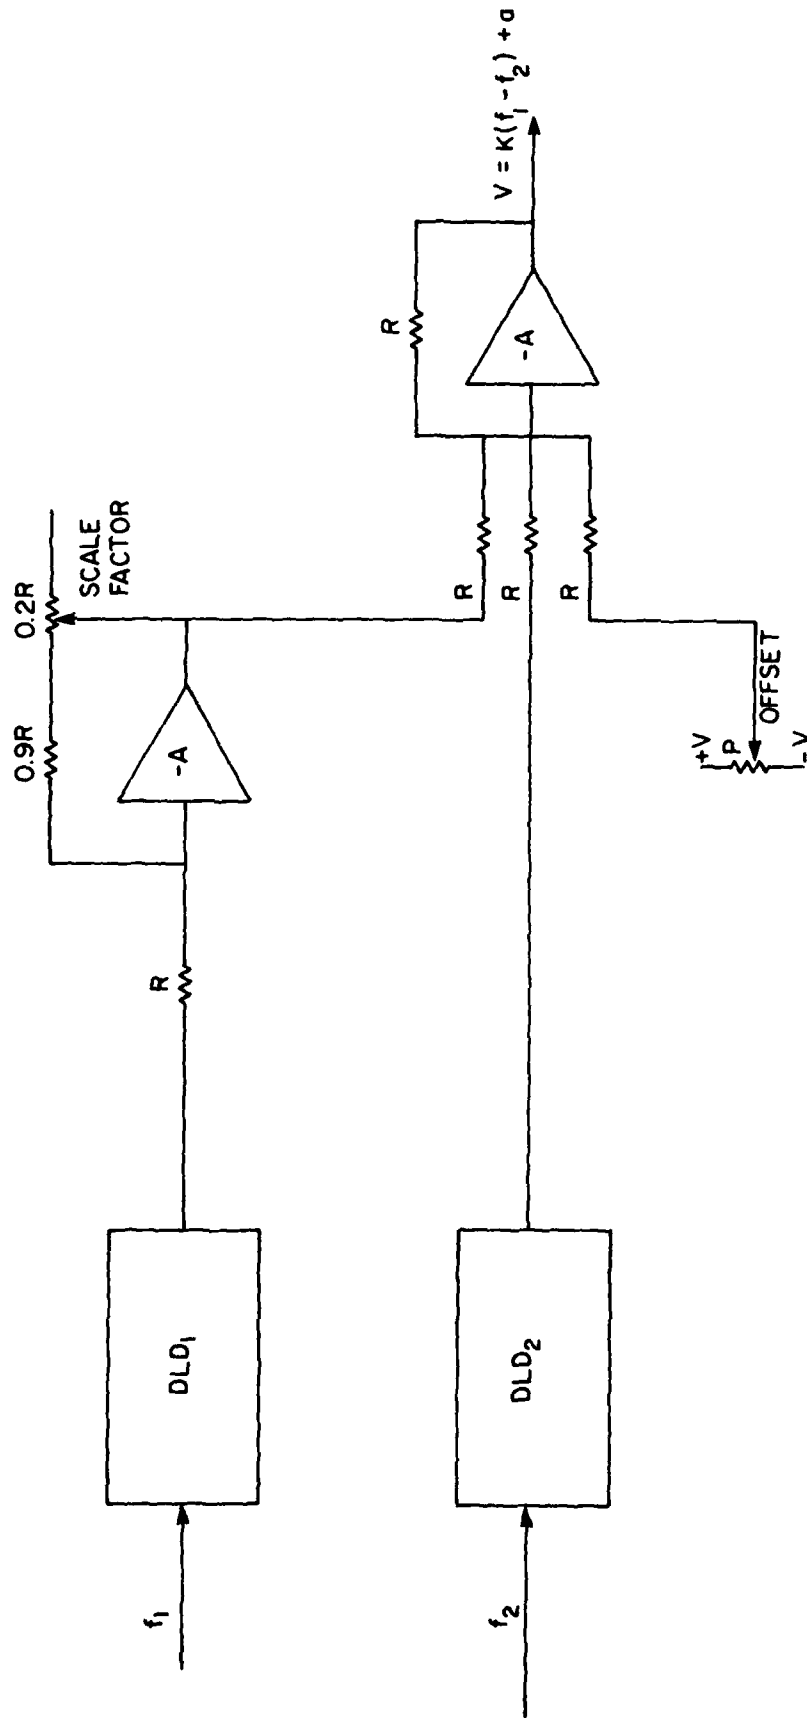 f₁
DLD₁
R
0.9R
0.2R
SCALE
FACTOR
-A
f₂
DLD₂
R
R
R
R
-A
V = K(f₁ - f₂) + a
+V
P
-V
OFFSET